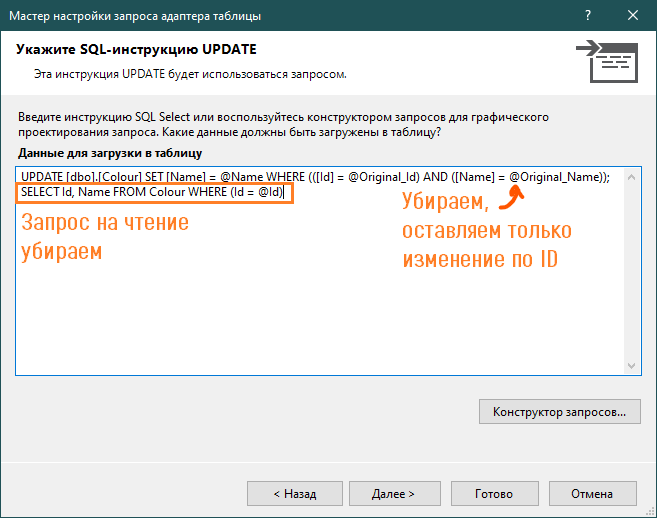 Мастер настройки запроса адаптера таблицы
Укажите SQL-инструкцию UPDATE
Эта инструкция UPDATE будет использоваться запросом.
Введите инструкцию SQL Select или воспользуйтесь конструктором запросов для графического
проектирования запроса. Какие данные должны быть загружены в таблицу?
Данные для загрузки в таблицу
UPDATE [dbo].[Colour] SET [Name] = @Name WHERE (([Id] = @Original_Id) AND ([Name] = @Original_Name));
SELECT Id, Name FROM Colour WHERE (Id = @Id)
Запрос на чтение
убираем
Убираем,
оставляем только
изменение по ID
Конструктор запросов...
< Назад
Далее >
Готово
Отмена